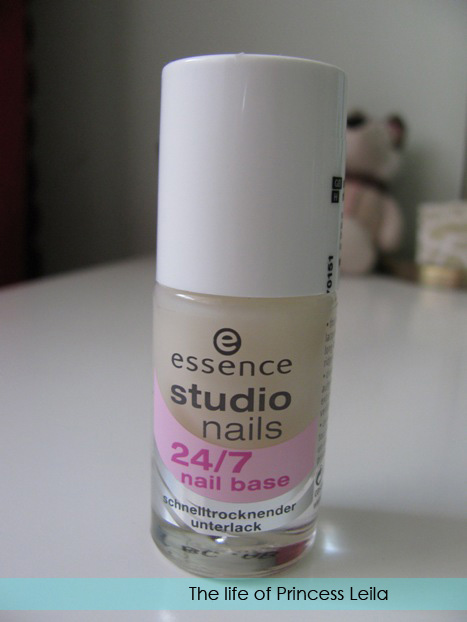 essence
studio
nails
24/7
nail base
schnelltrocknender
unterlack
The life of Princess Leila